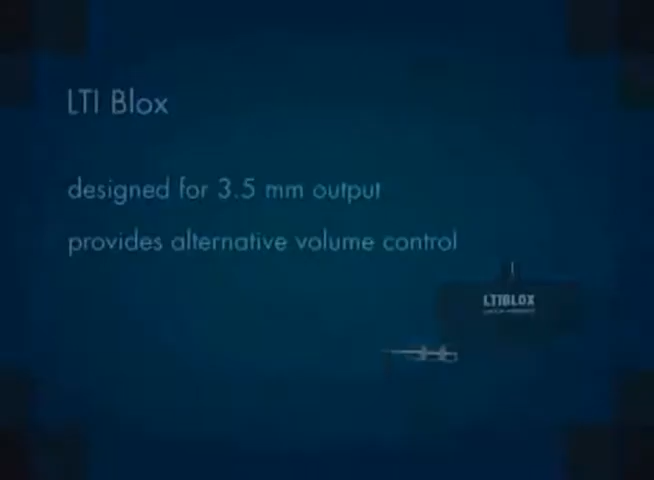 LTI Blox
designed for 3.5 mm output
provides alternative volume control
LTIBLOX